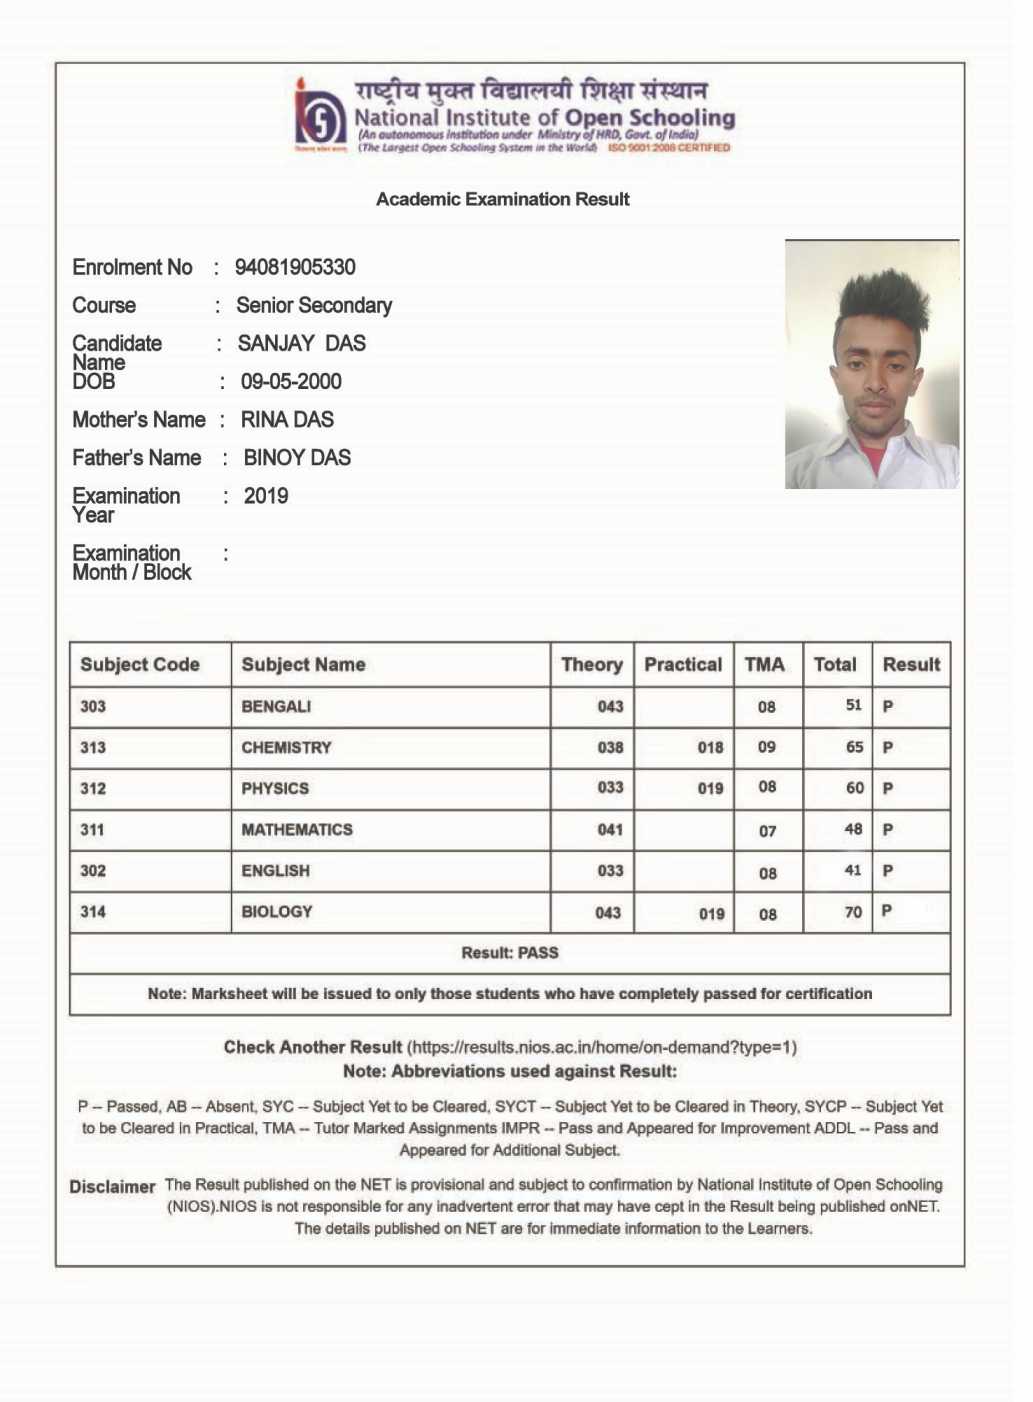 राष्ट्रीय मुक्त विद्यालयी शिक्षा संस्थान
National Institute of Open Schooling
(An autonomous institution under Ministry of HRD, Govt. of India)
(The Largest Open Schooling System in the World) ISO 9001:2008 CERTIFIED
Academic Examination Result
Enrolment No : 94081905330
Course : Senior Secondary
Candidate Name : SANJAY DAS
DOB : 09-05-2000
Mother's Name : RINA DAS
Father's Name : BINOY DAS
Examination Year : 2019
Examination Month / Block :
Subject Code Subject Name Theory Practical TMA Total Result
303 BENGALI 043 08 51 P
313 CHEMISTRY 038 018 09 65 P
312 PHYSICS 033 019 08 60 P
311 MATHEMATICS 041 07 48 P
302 ENGLISH 033 08 41 P
314 BIOLOGY 043 019 08 70 P
Result: PASS
Note: Marksheet will be issued to only those students who have completely passed for certification
Check Another Result (https://results.nios.ac.in/home/on-demand?type=1)
Note: Abbreviations used against Result:
P -- Passed, AB -- Absent, SYC -- Subject Yet to be Cleared, SYCT -- Subject Yet to be Cleared in Theory, SYCP -- Subject Yet
to be Cleared in Practical, TMA -- Tutor Marked Assignments IMPR -- Pass and Appeared for Improvement ADDL -- Pass and
Appeared for Additional Subject.
Disclaimer The Result published on the NET is provisional and subject to confirmation by National Institute of Open Schooling
(NIOS).NIOS is not responsible for any inadvertent error that may have cept in the Result being published onNET.
The details published on NET are for immediate information to the Learners.